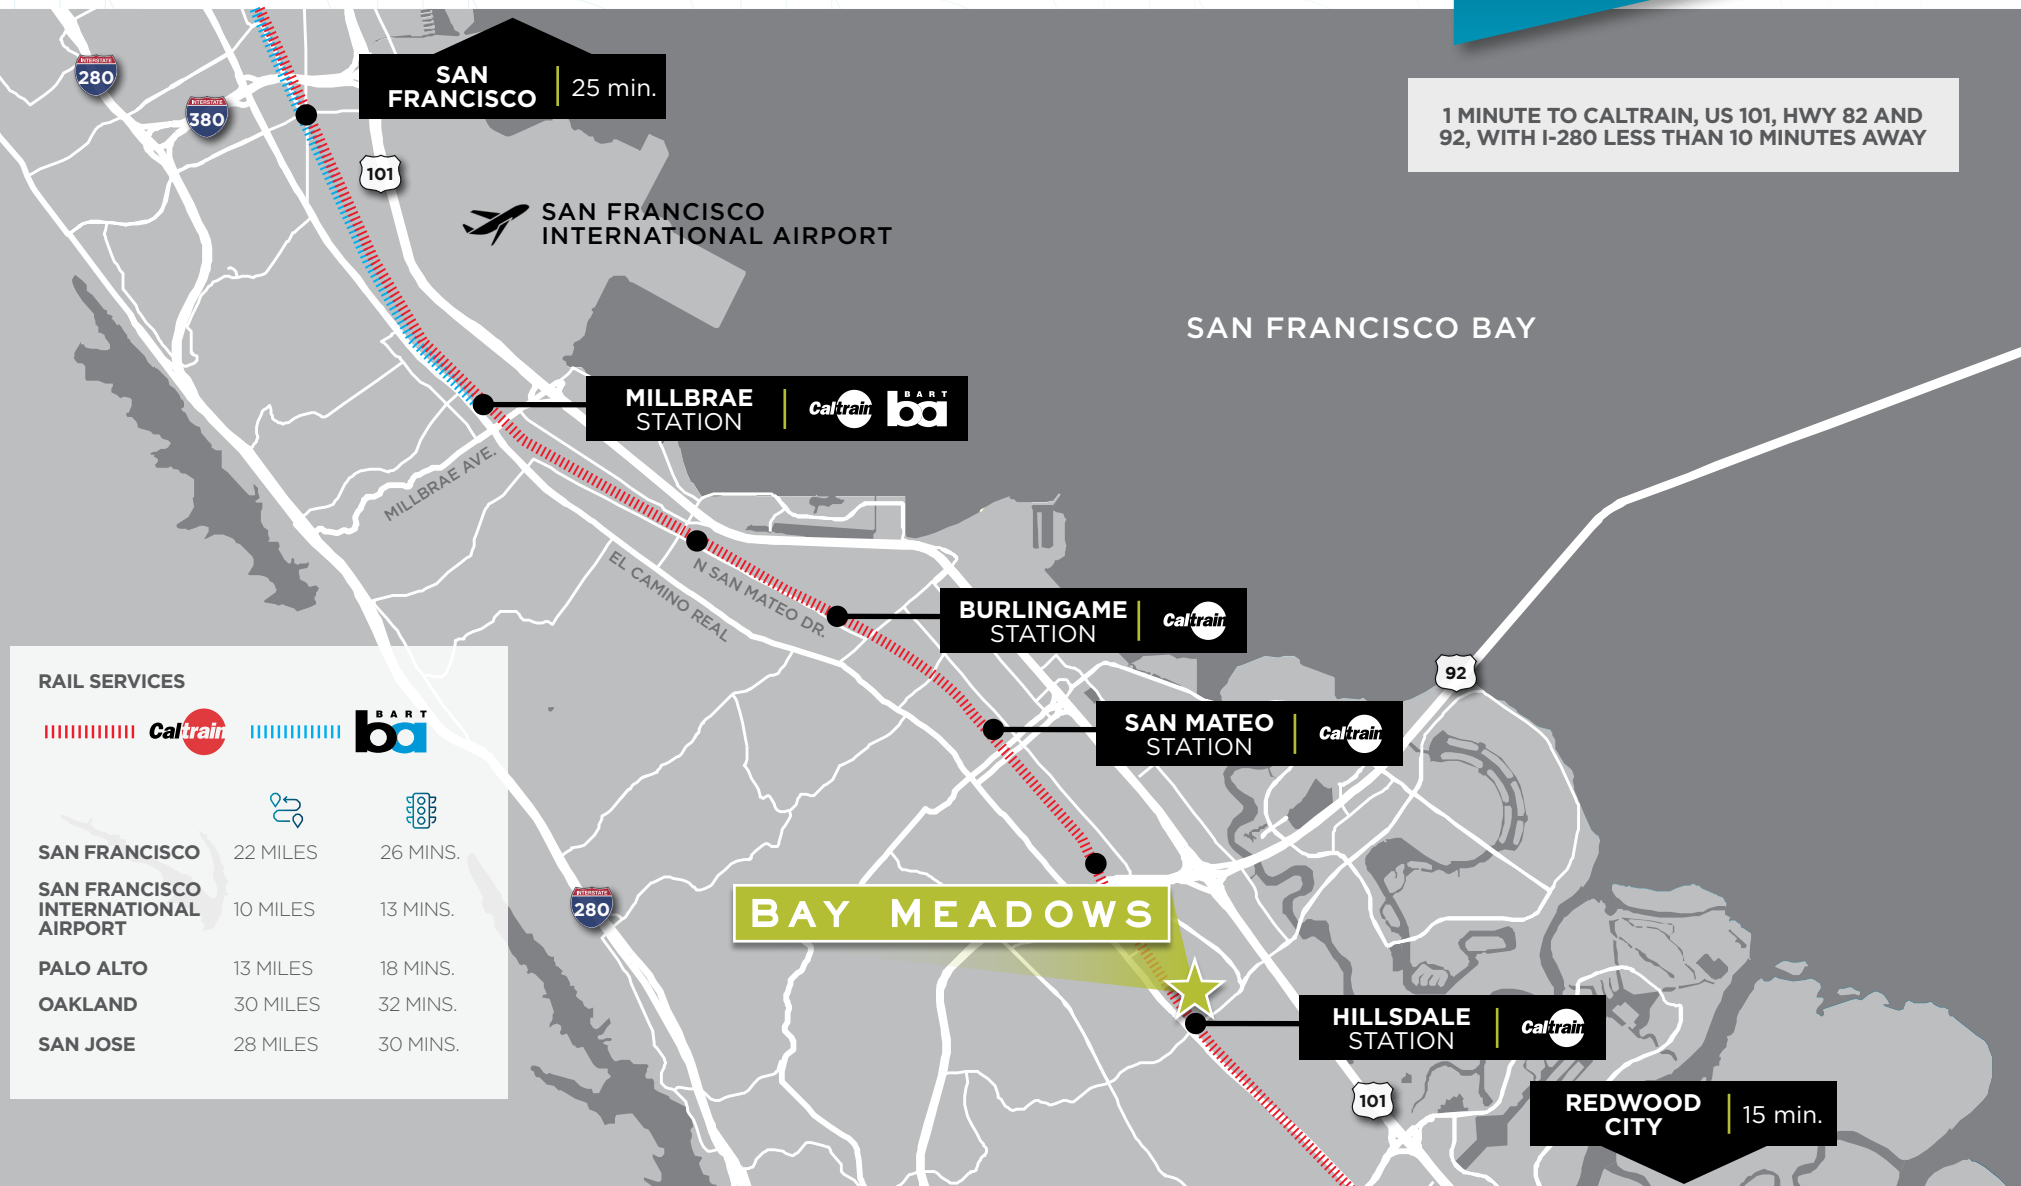 INTERSTATE
280
INTERSTATE
380
SAN
FRANCISCO
25 min.
1 MINUTE TO CALTRAIN, US 101, HWY 82 AND
92, WITH I-280 LESS THAN 10 MINUTES AWAY
101
SAN FRANCISCO
INTERNATIONAL AIRPORT
SAN FRANCISCO BAY
MILLBRAE
STATION
Caltrain
BART
ba
MILLBRAE AVE.
EL CAMINO REAL
N SAN MATEO DR.
BURLINGAME
STATION
Caltrain
92
SAN MATEO
STATION
Caltrain
RAIL SERVICES
Caltrain
BART
ba
SAN FRANCISCO 22 MILES 26 MINS.
SAN FRANCISCO
INTERNATIONAL 10 MILES 13 MINS.
AIRPORT
PALO ALTO 13 MILES 18 MINS.
OAKLAND 30 MILES 32 MINS.
SAN JOSE 28 MILES 30 MINS.
INTERSTATE
280
BAY MEADOWS
HILLSDALE
STATION
Caltrain
101
REDWOOD
CITY
15 min.